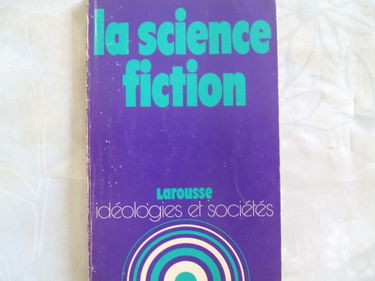 la science
fiction
Larousse
idéologies et sociétés